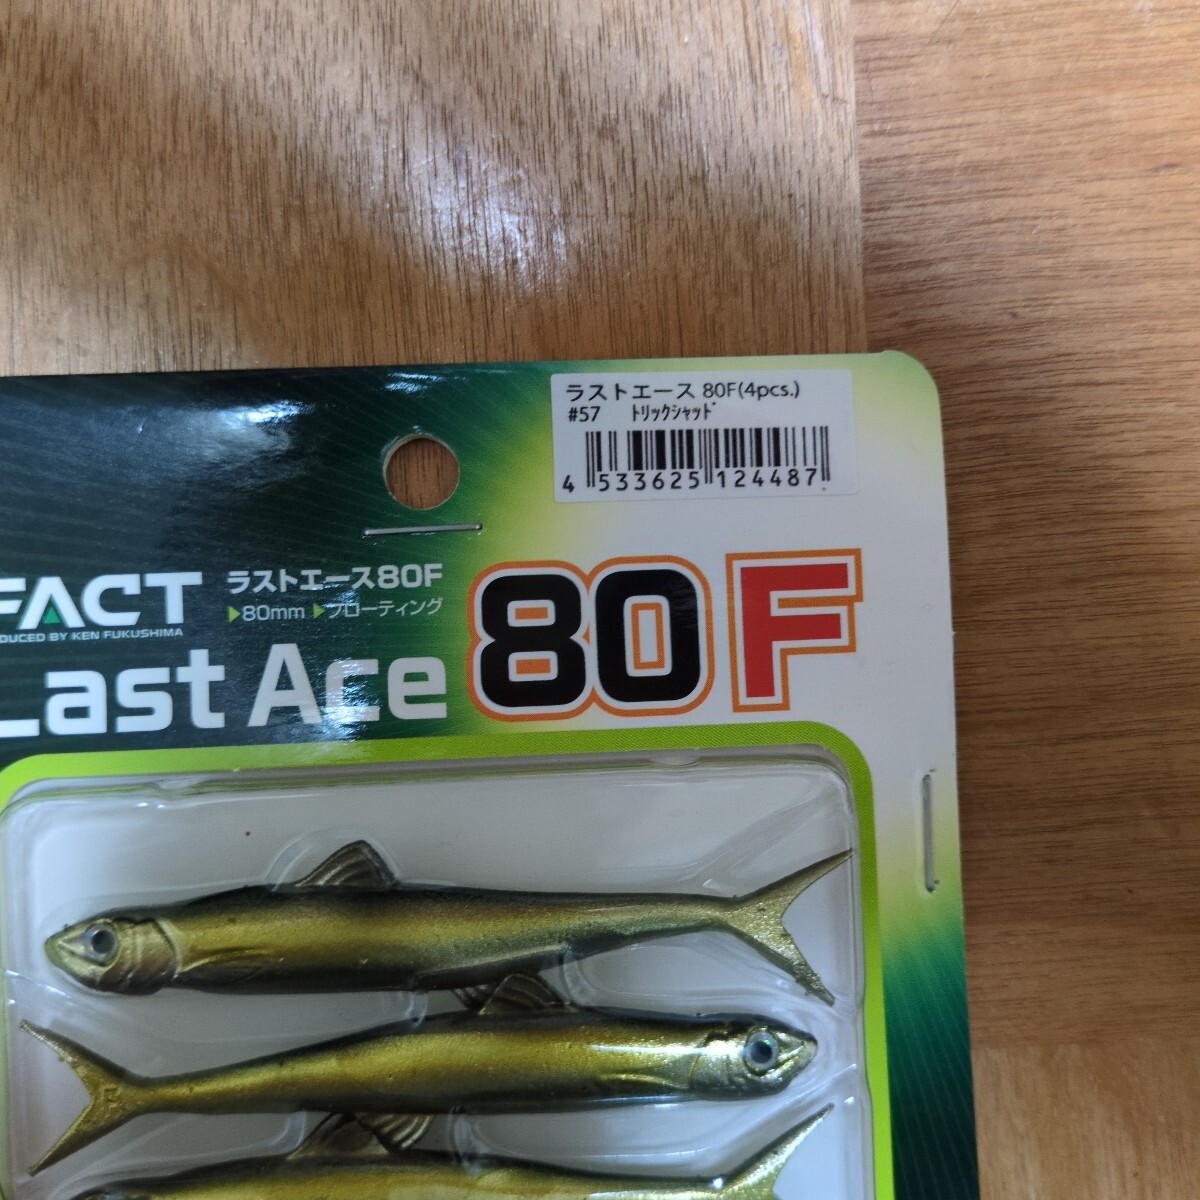 ラストエース 80F(4pcs.)
#57 ﾄﾘｯｸｼｬｯﾄﾞ
4 533625 124487
FACT
DUCED BY KEN FUKUSHIMA
ラストエース80F
▶80mm ▶フローティング
Last Ace 80F